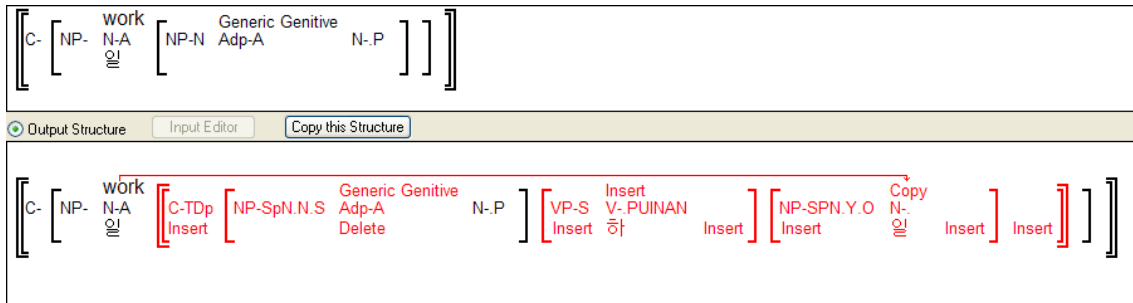 work Generic Genitive
C- NP- N-A NP-N Adp-A N-.P
일
Output Structure Input Editor Copy this Structure
work Generic Genitive Insert Copy
C- NP- N-A C-TDp NP-SpN.N.S Adp-A N-.P VP-S V-.PUINAN NP-SPN.Y.O N-.
일 Insert Delete Insert 하 Insert Insert 일 Insert Insert